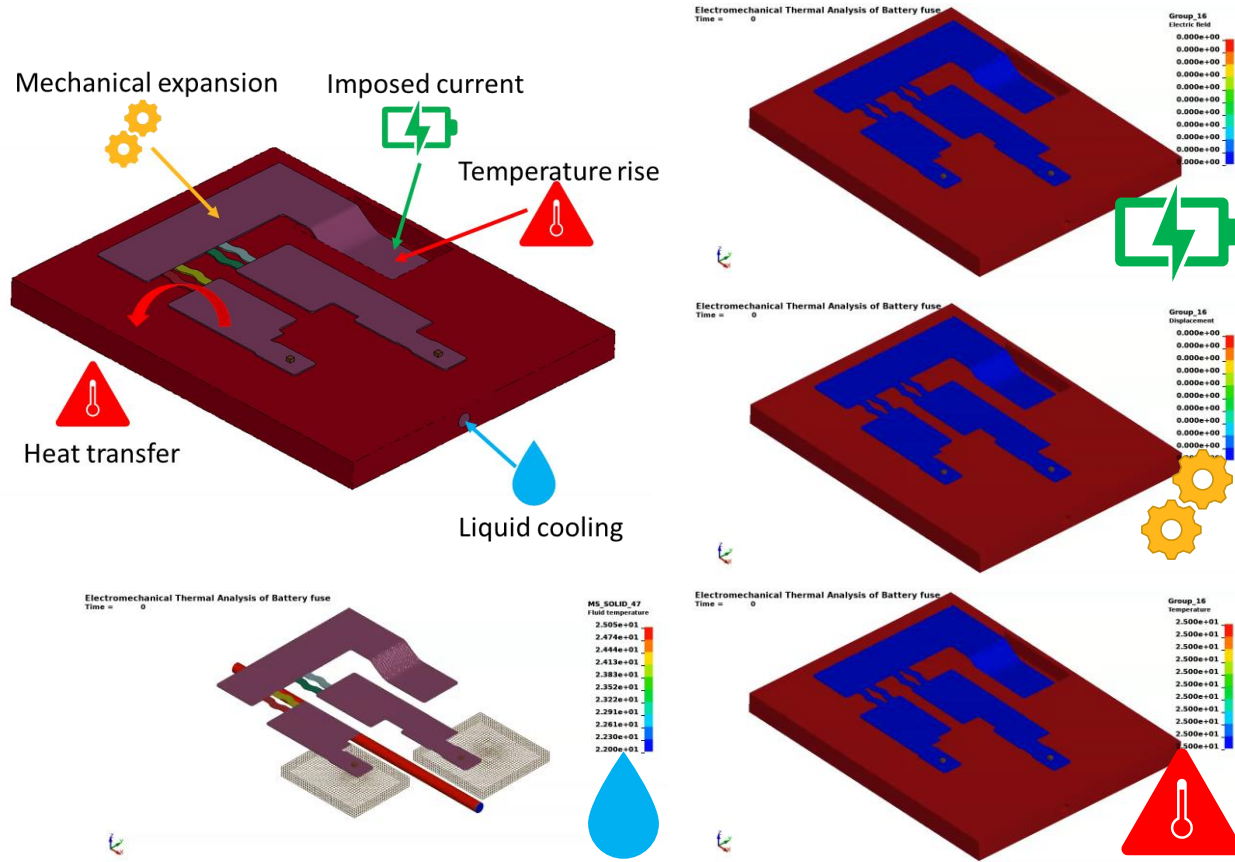 Mechanical expansion
Imposed current
Temperature rise
Heat transfer
Liquid cooling
Electromechanical Thermal Analysis of Battery fuse
Time = 0
Group_16
Electric field
0.000e+00
0.000e+00
0.000e+00
0.000e+00
0.000e+00
0.000e+00
0.000e+00
0.000e+00
0.000e+00
0.000e+00
Electromechanical Thermal Analysis of Battery fuse
Time = 0
Group_16
Displacement
0.000e+00
0.000e+00
0.000e+00
0.000e+00
0.000e+00
0.000e+00
0.000e+00
0.000e+00
0.000e+00
0.000e+00
Electromechanical Thermal Analysis of Battery fuse
Time = 0
MS_SOLID_47
Fluid temperature
2.505e+01
2.474e+01
2.444e+01
2.413e+01
2.383e+01
2.352e+01
2.322e+01
2.291e+01
2.261e+01
2.230e+01
2.200e+01
Electromechanical Thermal Analysis of Battery fuse
Time = 0
Group_16
Temperature
2.500e+01
2.500e+01
2.500e+01
2.500e+01
2.500e+01
2.500e+01
2.500e+01
2.500e+01
2.500e+01
2.500e+01